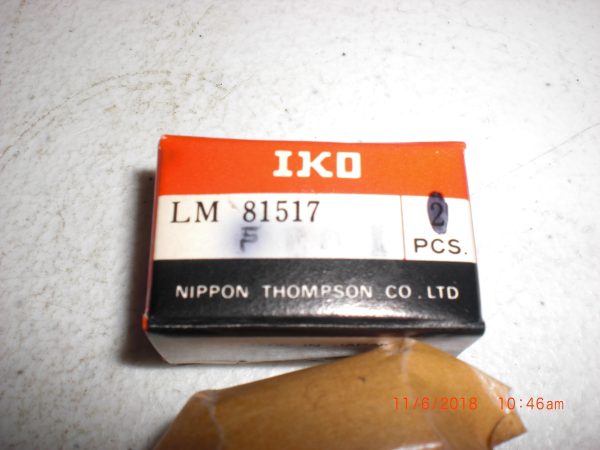 IKO
LM 81517
2
PCS.
NIPPON THOMPSON CO., LTD
11/6/2018 10:46am